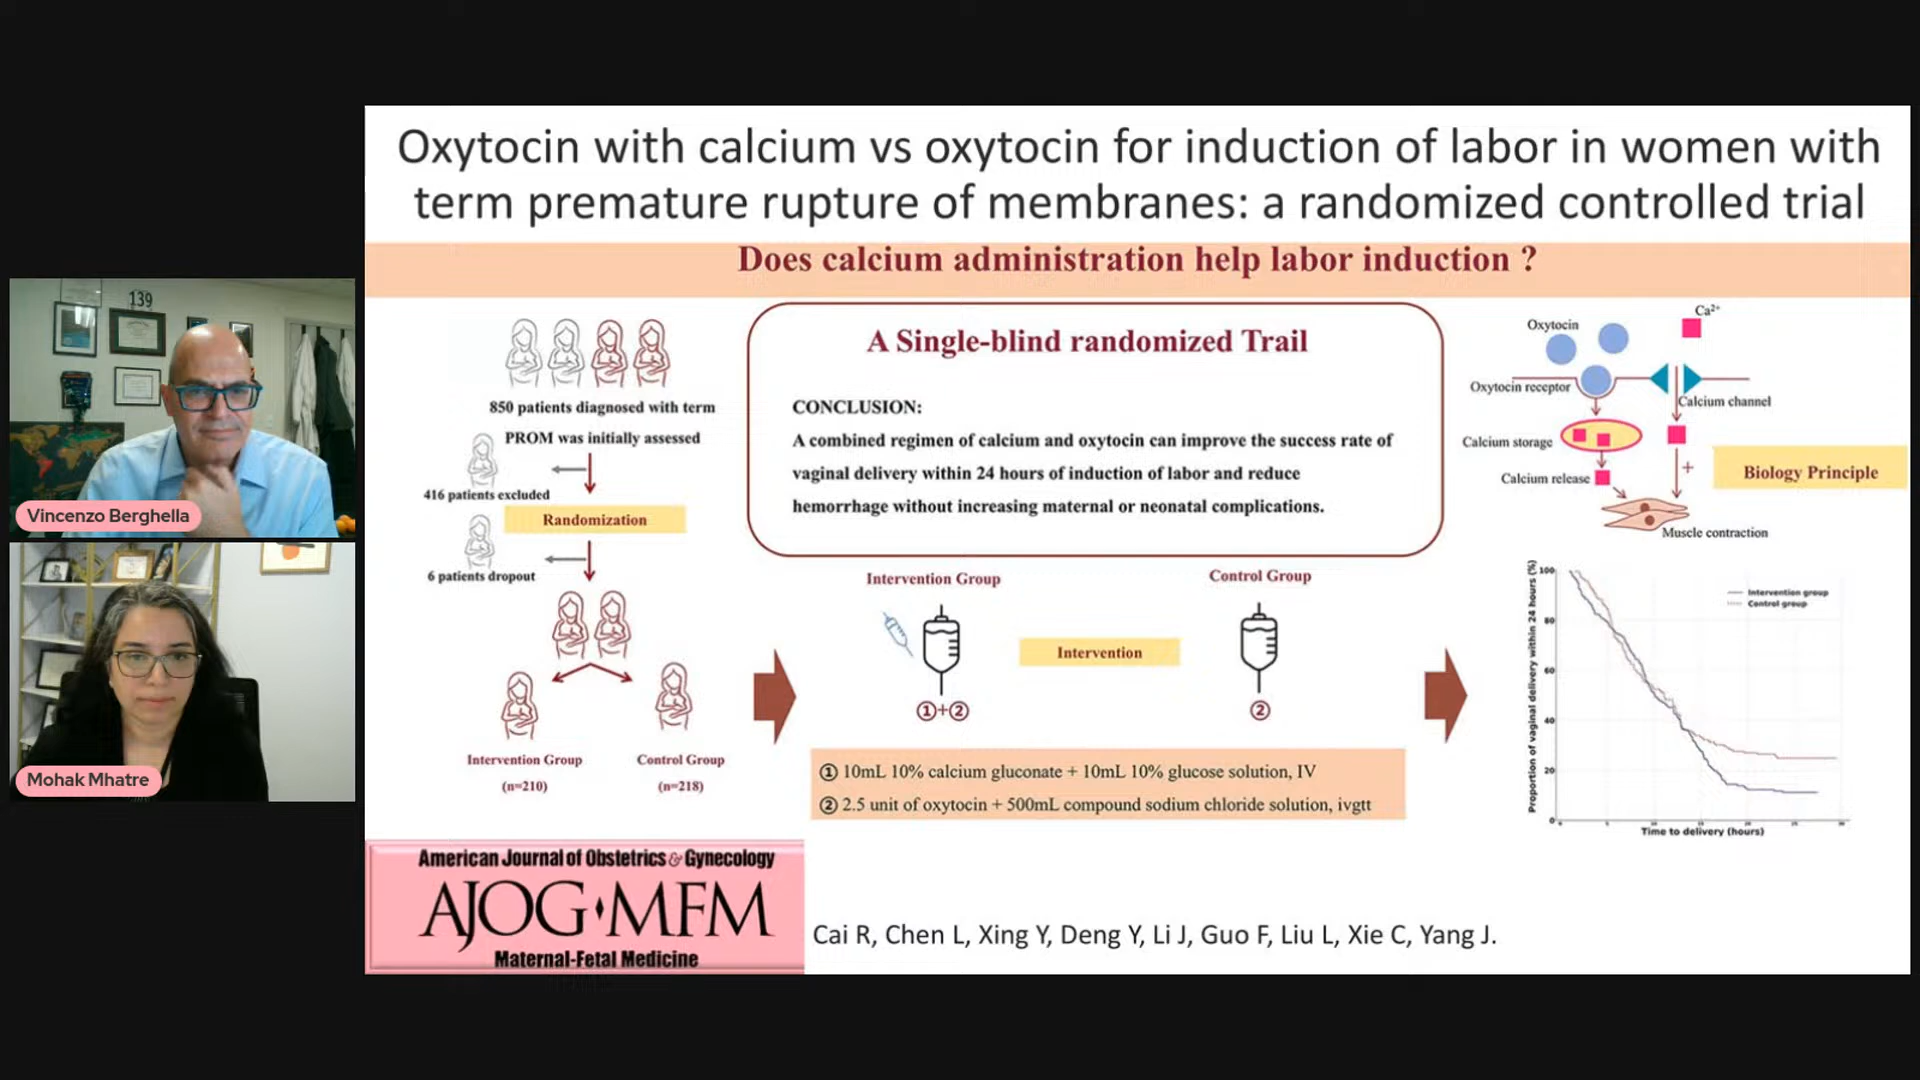 Oxytocin with calcium vs oxytocin for induction of labor in women with
term premature rupture of membranes: a randomized controlled trial
Does calcium administration help labor induction ?
850 patients diagnosed with term
PROM was initially assessed
416 patients excluded
Randomization
6 patients dropout
Intervention Group
(n=210)
Control Group
(n=218)
A Single-blind randomized Trail
CONCLUSION:
A combined regimen of calcium and oxytocin can improve the success rate of
vaginal delivery within 24 hours of induction of labor and reduce
hemorrhage without increasing maternal or neonatal complications.
Intervention Group
Control Group
Intervention
①+②
②
① 10mL 10% calcium gluconate + 10mL 10% glucose solution, IV
② 2.5 unit of oxytocin + 500mL compound sodium chloride solution, ivgtt
Ca²⁺
Oxytocin
Oxytocin receptor
Calcium channel
Calcium storage
Calcium release
+
Muscle contraction
Biology Principle
Proportion of vaginal delivery within 24 hours (%)
100
80
60
40
20
0
Intervention group
Control group
Time to delivery (hours)
American Journal of Obstetrics & Gynecology
AJOG MFM
Maternal-Fetal Medicine
Cai R, Chen L, Xing Y, Deng Y, Li J, Guo F, Liu L, Xie C, Yang J.
139
Vincenzo Berghella
Mohak Mhatre